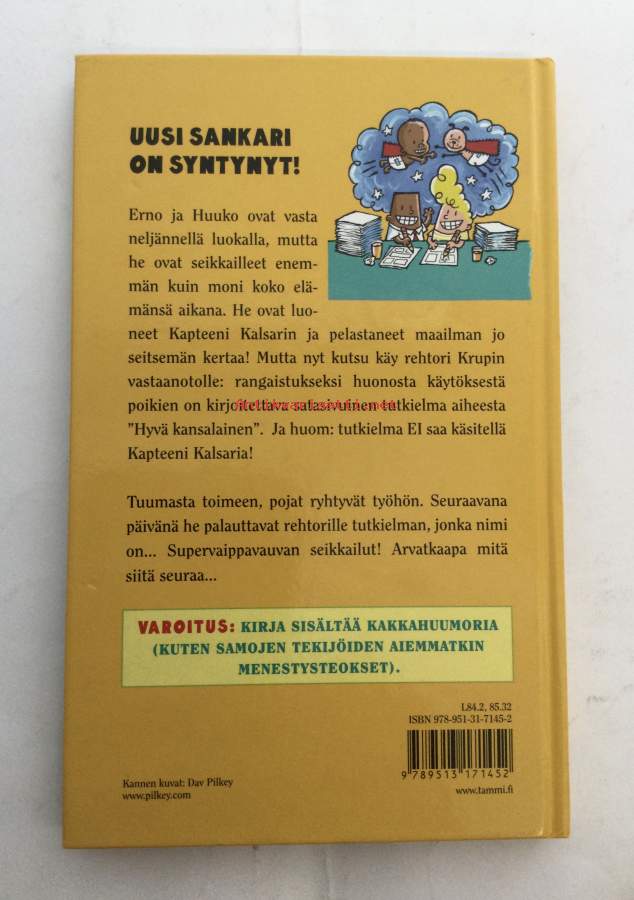 UUSI SANKARI
ON SYNTYNYT!
Erno ja Huuko ovat vasta
neljännellä luokalla, mutta
he ovat seikkailleet enem-
män kuin moni koko elä-
mänsä aikana. He ovat luo-
neet Kapteeni Kalsarin ja pelastaneet maailman jo
seitsemän kertaa! Mutta nyt kutsu käy rehtori Krupin
vastaanotolle: rangaistukseksi huonosta käytöksestä
poikien on kirjoitettava satasivuinen tutkielma aiheesta
"Hyvä kansalainen". Ja huom: tutkielma EI saa käsitellä
Kapteeni Kalsaria!
Tuumasta toimeen, pojat ryhtyvät työhön. Seuraavana
päivänä he palauttavat rehtorille tutkielman, jonka nimi
on... Supervaippavauvan seikkailut! Arvatkaapa mitä
siitä seuraa...
VAROITUS: KIRJA SISÄLTÄÄ KAKKAHUUMORIA
(KUTEN SAMOJEN TEKIJÖIDEN AIEMMATKIN
MENESTYSTEOKSET).
L84.2, 85.32
ISBN 978-951-31-7145-2
9 789513 171452
Kannen kuvat: Dav Pilkey
www.pilkey.com
www.tammi.fi